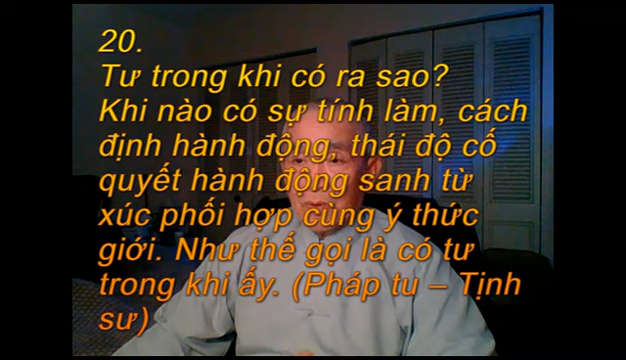 20.
Tư trong khi có ra sao?
Khi nào có sự tính làm, cách
định hành động, thái độ cố
quyết hành động sanh từ
xúc phối hợp cùng ý thức
giới. Như thế gọi là có tư
trong khi ấy. (Pháp tụ – Tịnh
sư)